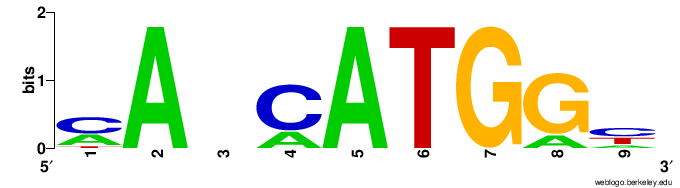 2
bits
1
0
C A A C A A T G G A C T A
5′ 1 2 3 4 5 6 7 8 9 3′
weblogo.berkeley.edu